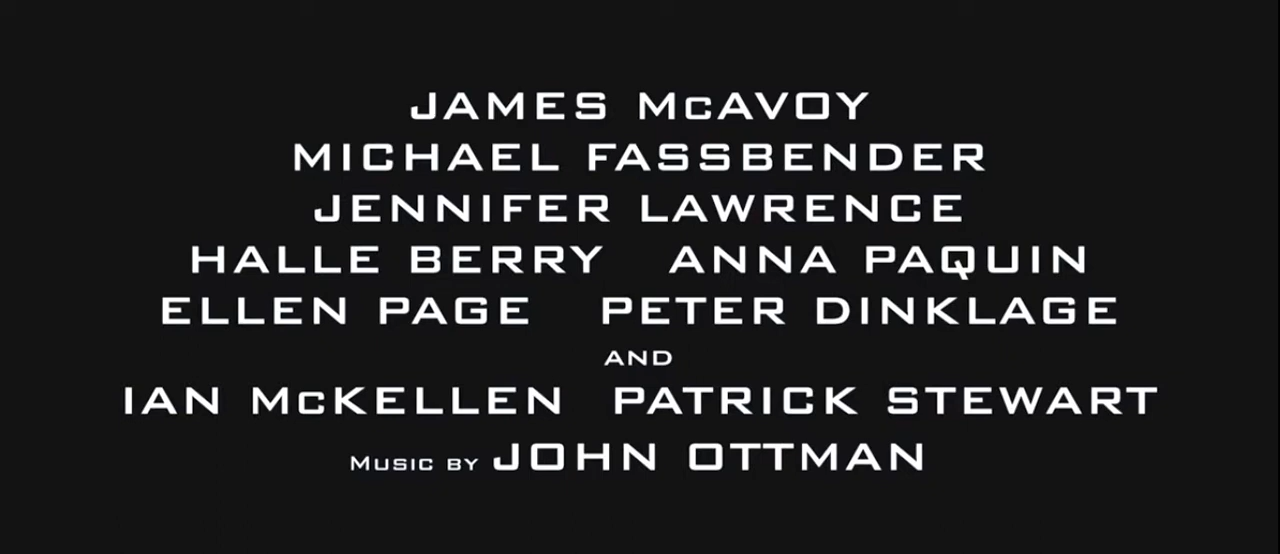 JAMES McAVOY
MICHAEL FASSBENDER
JENNIFER LAWRENCE
HALLE BERRY ANNA PAQUIN
ELLEN PAGE PETER DINKLAGE
AND
IAN McKELLEN PATRICK STEWART
MUSIC BY JOHN OTTMAN